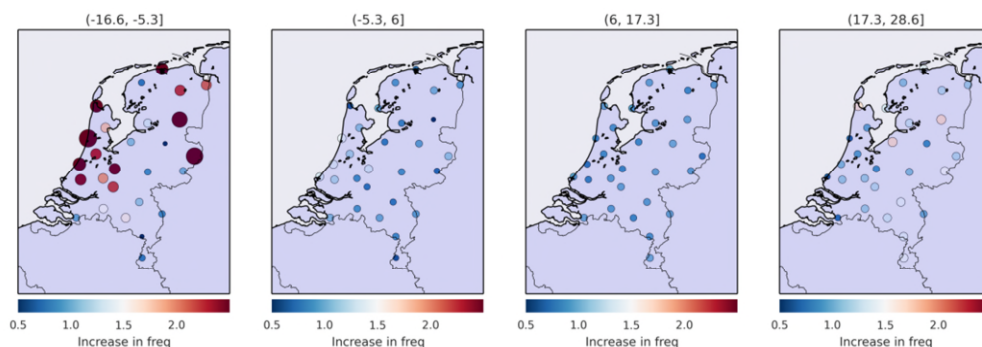 (-16.6, -5.3]
(-5.3, 6]
(6, 17.3]
(17.3, 28.6]
0.5 1.0 1.5 2.0
0.5 1.0 1.5 2.0
0.5 1.0 1.5 2.0
0.5 1.0 1.5 2.0
Increase in freq
Increase in freq
Increase in freq
Increase in freq